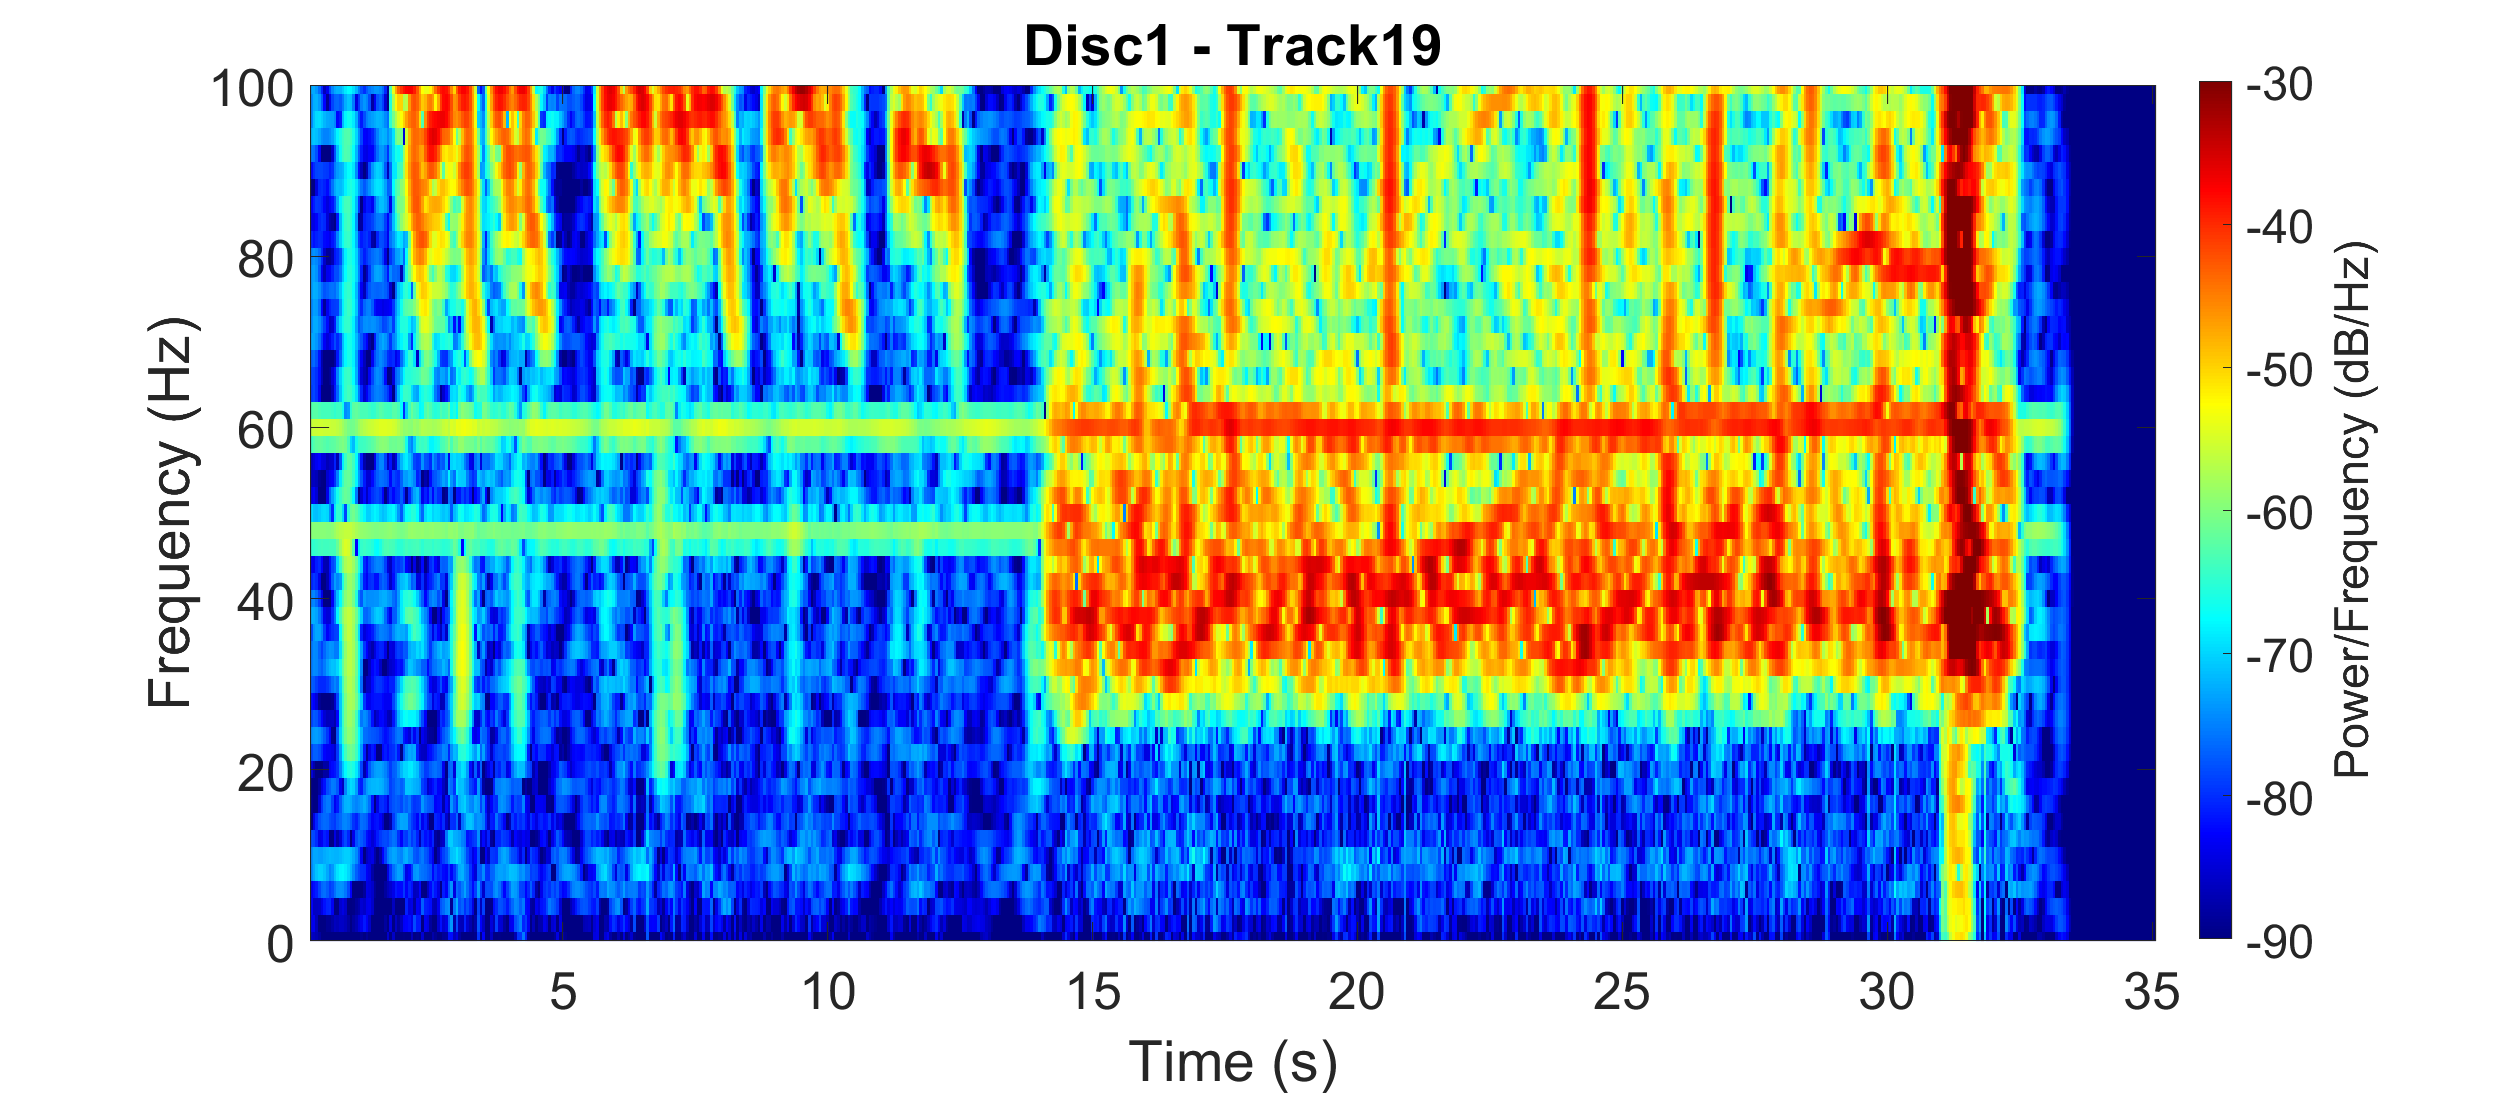 Disc1 - Track19
100
80
60
40
20
0
Frequency (Hz)
5 10 15 20 25 30 35
Time (s)
-30
-40
-50
-60
-70
-80
-90
Power/Frequency (dB/Hz)